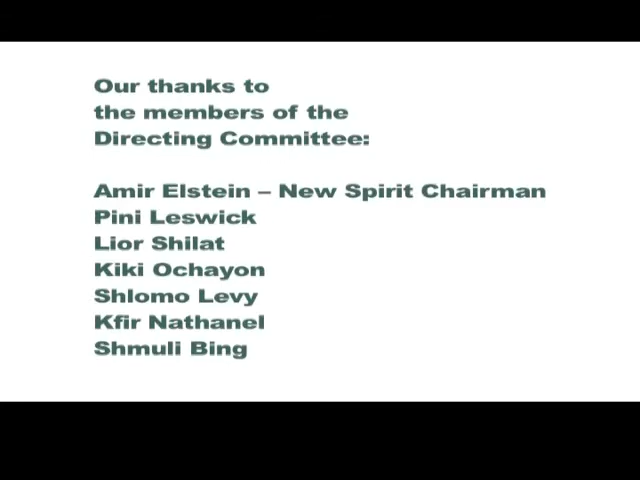 Our thanks to
the members of the
Directing Committee:
Amir Elstein – New Spirit Chairman
Pini Leswick
Lior Shilat
Kiki Ochayon
Shlomo Levy
Kfir Nathanel
Shmuli Bing